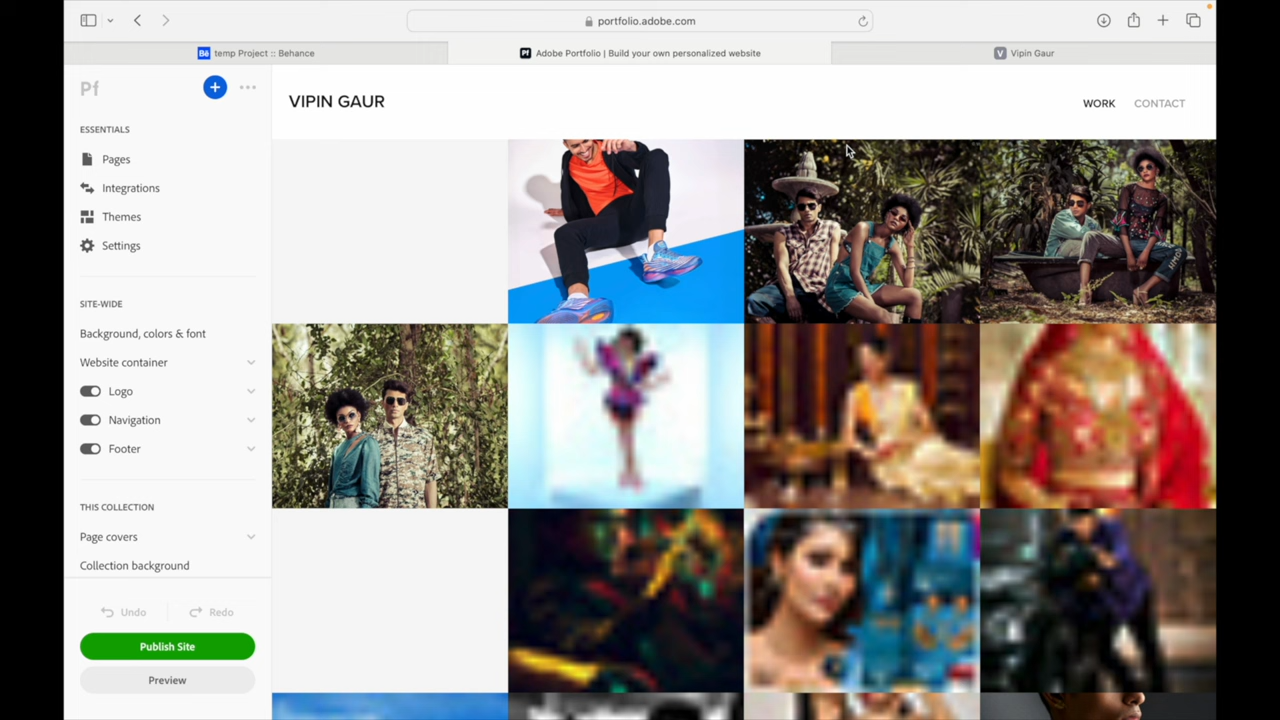 portfolio.adobe.com
Bē temp Project :: Behance
Pf Adobe Portfolio | Build your own personalized website
V Vipin Gaur
Pf
VIPIN GAUR
WORK
CONTACT
ESSENTIALS
Pages
Integrations
Themes
Settings
SITE-WIDE
Background, colors & font
Website container
Logo
Navigation
Footer
THIS COLLECTION
Page covers
Collection background
Undo
Redo
Publish Site
Preview